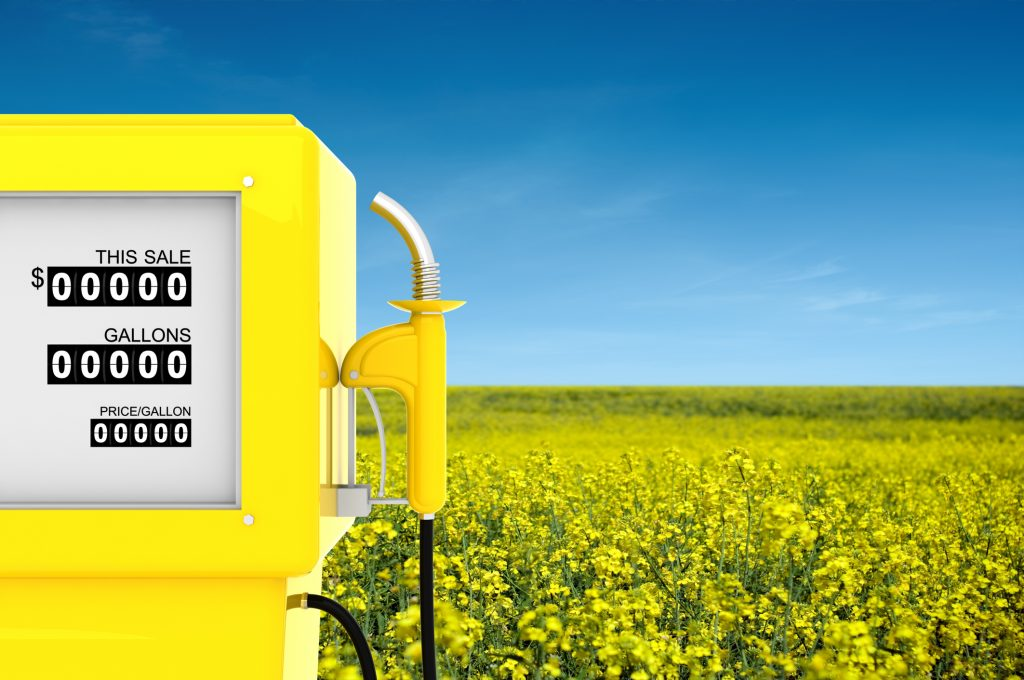 THIS SALE
$00000
GALLONS
00000
PRICE/GALLON
00000